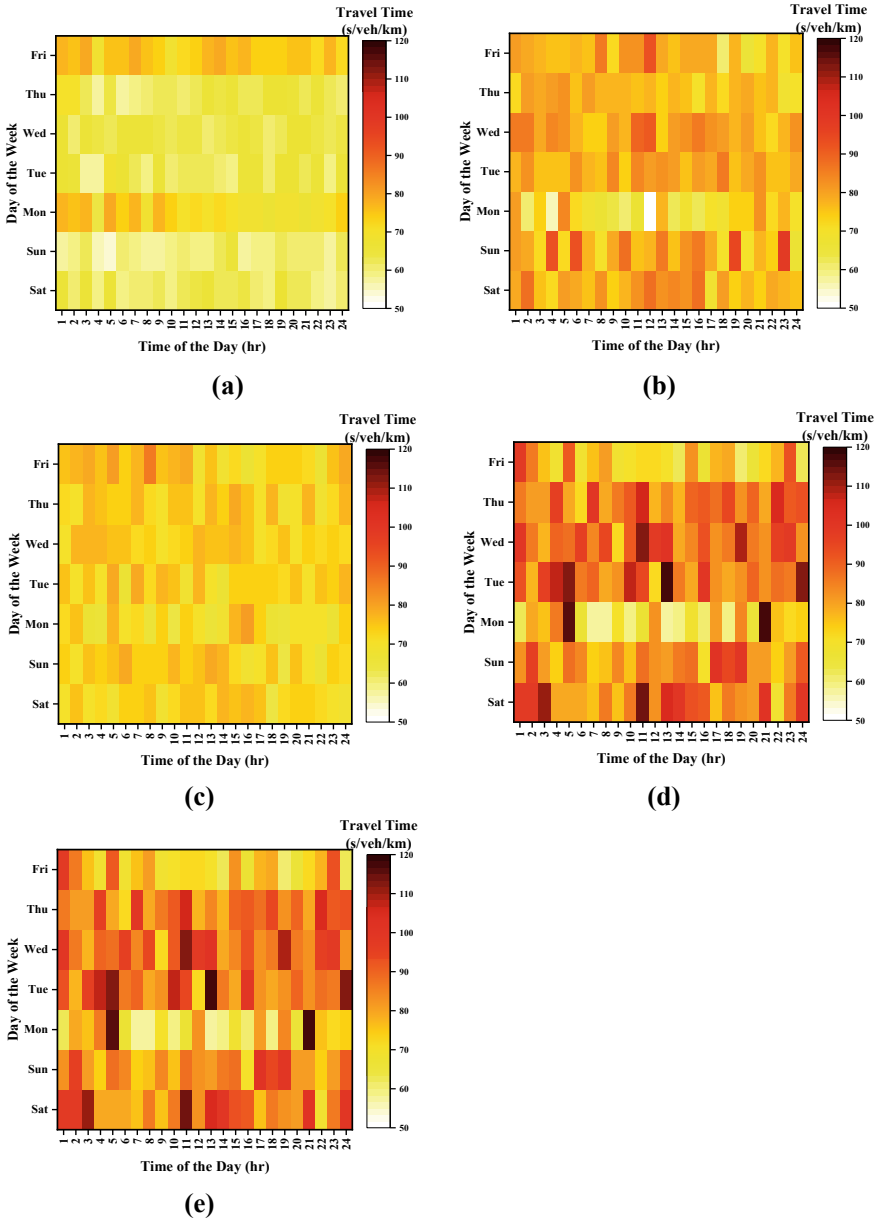 Travel Time
(s/veh/km)
120
110
100
90
80
70
60
50
Day of the Week
Fri
Thu
Wed
Tue
Mon
Sun
Sat
1 2 3 4 5 6 7 8 9 10 11 12 13 14 15 16 17 18 19 20 21 22 23 24
Time of the Day (hr)
(a)
Travel Time
(s/veh/km)
120
110
100
90
80
70
60
50
Day of the Week
Fri
Thu
Wed
Tue
Mon
Sun
Sat
1 2 3 4 5 6 7 8 9 10 11 12 13 14 15 16 17 18 19 20 21 22 23 24
Time of the Day (hr)
(b)
Travel Time
(s/veh/km)
120
110
100
90
80
70
60
50
Day of the Week
Fri
Thu
Wed
Tue
Mon
Sun
Sat
1 2 3 4 5 6 7 8 9 10 11 12 13 14 15 16 17 18 19 20 21 22 23 24
Time of the Day (hr)
(c)
Travel Time
(s/veh/km)
120
110
100
90
80
70
60
50
Day of the Week
Fri
Thu
Wed
Tue
Mon
Sun
Sat
1 2 3 4 5 6 7 8 9 10 11 12 13 14 15 16 17 18 19 20 21 22 23 24
Time of the Day (hr)
(d)
Travel Time
(s/veh/km)
120
110
100
90
80
70
60
50
Day of the Week
Fri
Thu
Wed
Tue
Mon
Sun
Sat
1 2 3 4 5 6 7 8 9 10 11 12 13 14 15 16 17 18 19 20 21 22 23 24
Time of the Day (hr)
(e)